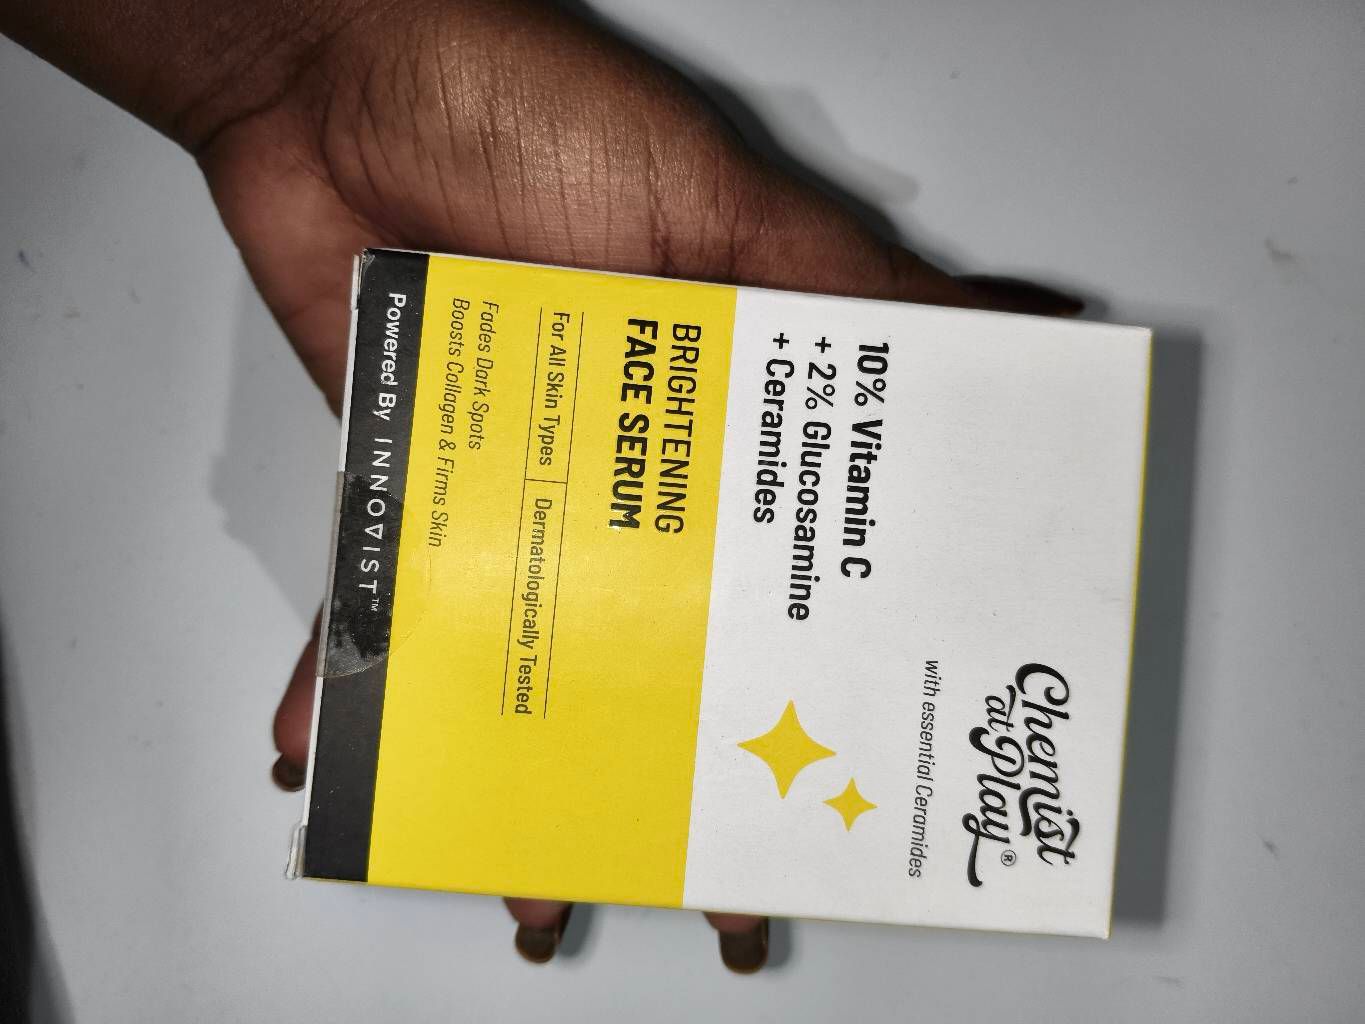 Chemist
at Play®
with essential Ceramides
10% Vitamin C
+ 2% Glucosamine
+ Ceramides
BRIGHTENING
FACE SERUM
For All Skin Types | Dermatologically Tested
Fades Dark Spots
Boosts Collagen & Firms Skin
Powered By INNOVIST™